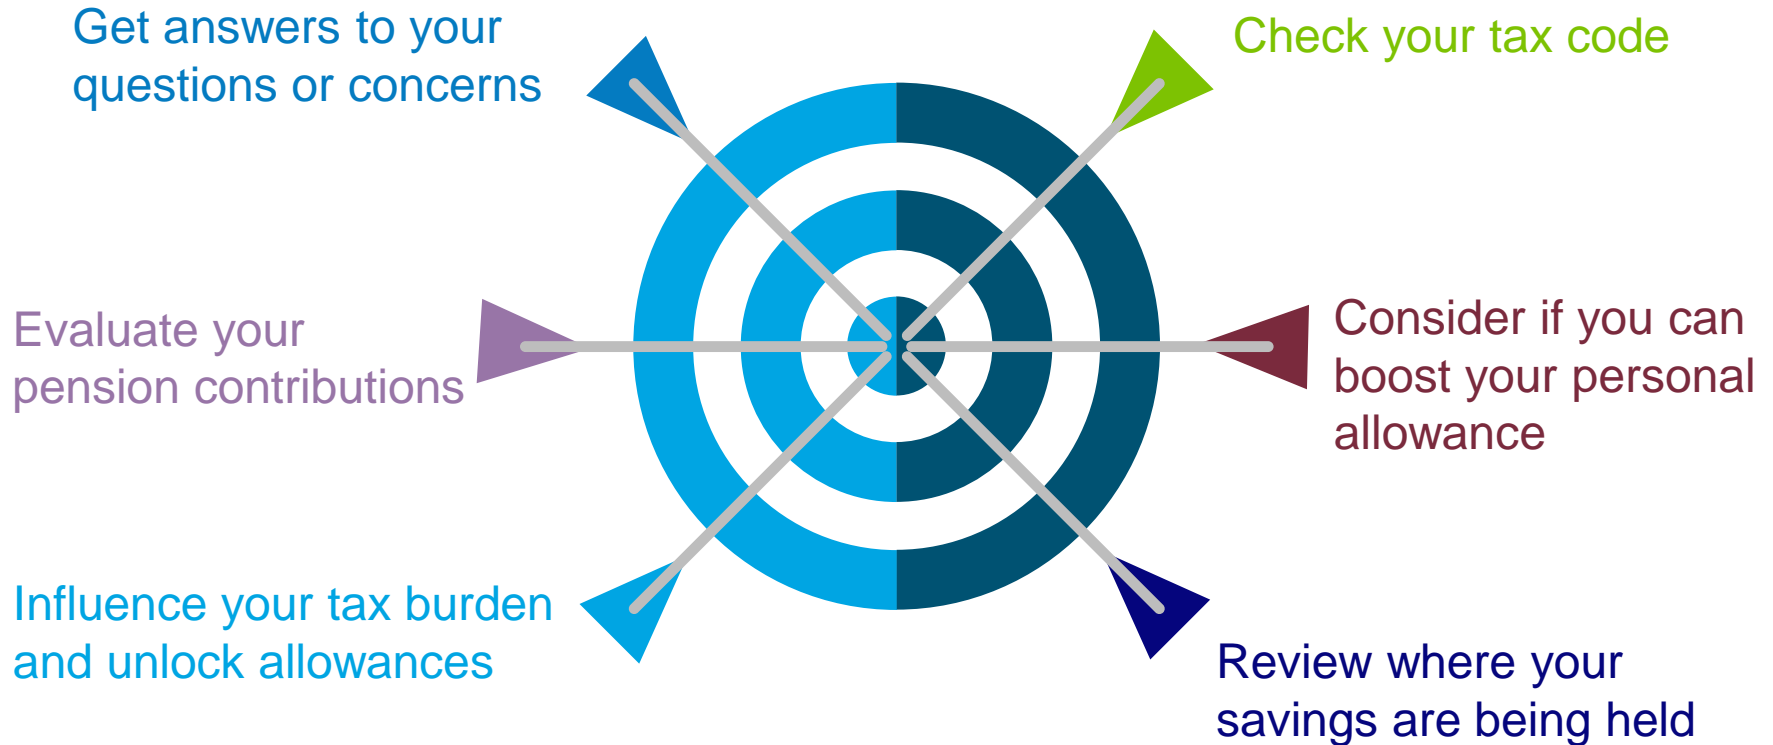 Get answers to your
questions or concerns
Check your tax code
Evaluate your
pension contributions
Consider if you can
boost your personal
allowance
Influence your tax burden
and unlock allowances
Review where your
savings are being held